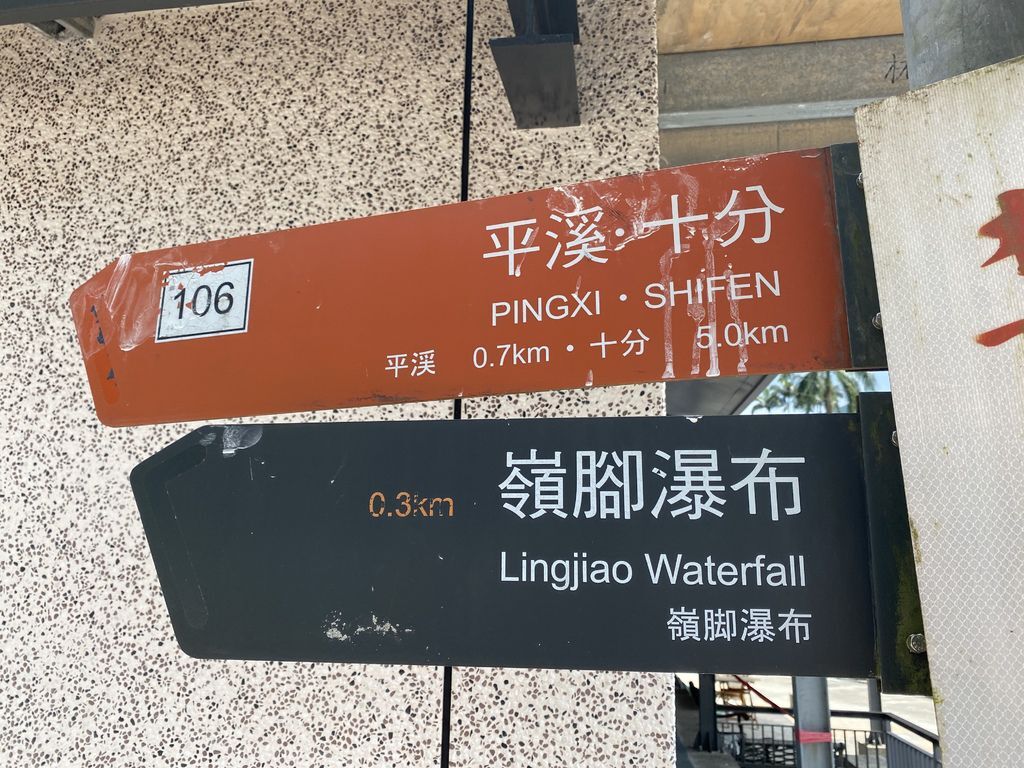 平溪·十分
106
PINGXI · SHIFEN
平渓 0.7km · 十分 5.0km
嶺腳瀑布
0.3km
Lingjiao Waterfall
嶺脚瀑布